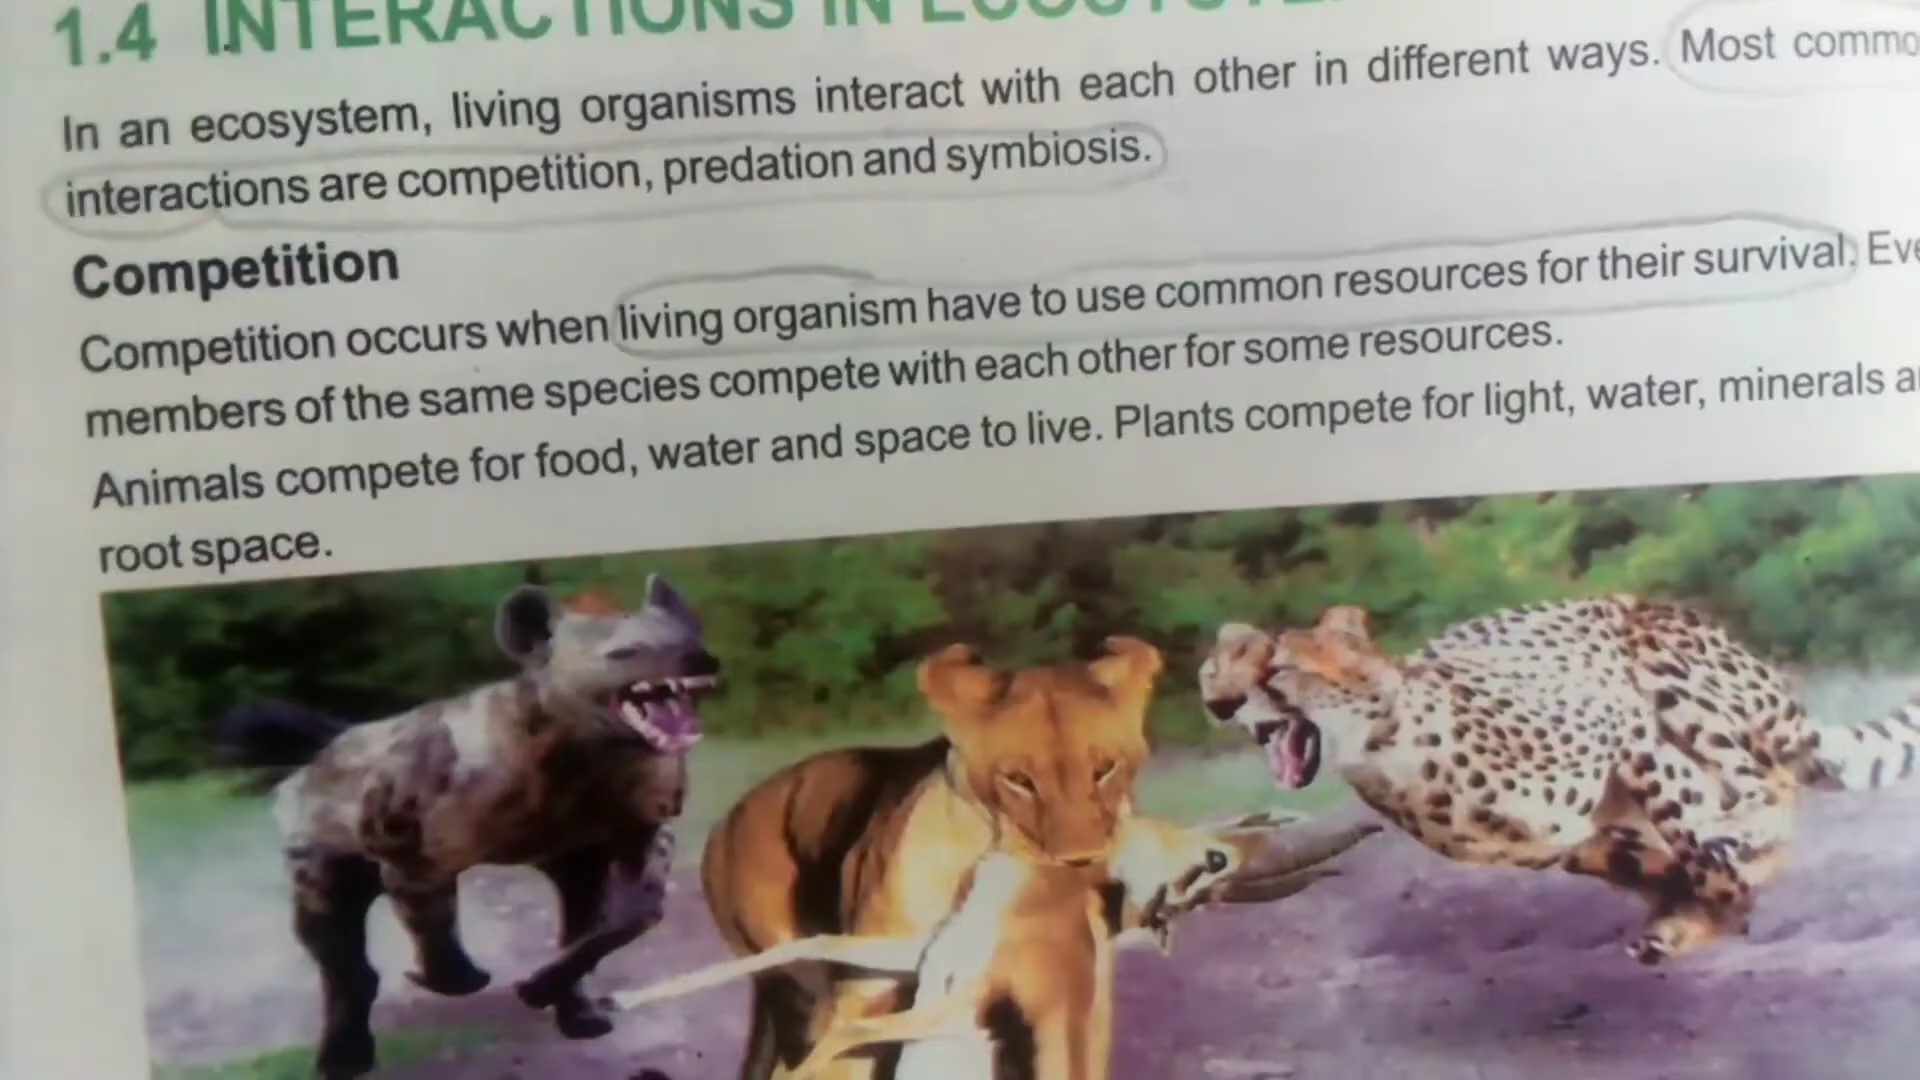 1.4 INTERACTIONS IN
In an ecosystem, living organisms interact with each other in different ways. Most commo
interactions are competition, predation and symbiosis.
Competition
Competition occurs when living organism have to use common resources for their survival. Eve
members of the same species compete with each other for some resources.
Animals compete for food, water and space to live. Plants compete for light, water, minerals a
root space.